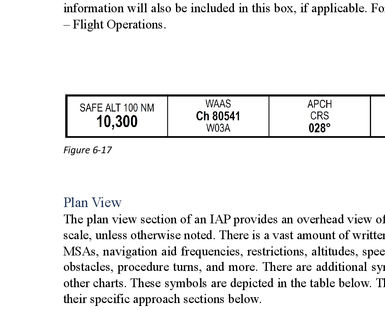 information will also be included in this box, if applicable. Fo
– Flight Operations.
SAFE ALT 100 NM
10,300
WAAS
Ch 80541
W03A
APCH
CRS
028°
Figure 6-17
Plan View
The plan view section of an IAP provides an overhead view of
scale, unless otherwise noted. There is a vast amount of writte
MSAs, navigation aid frequencies, restrictions, altitudes, spee
obstacles, procedure turns, and more. There are additional sy
other charts. These symbols are depicted in the table below. T
their specific approach sections below.